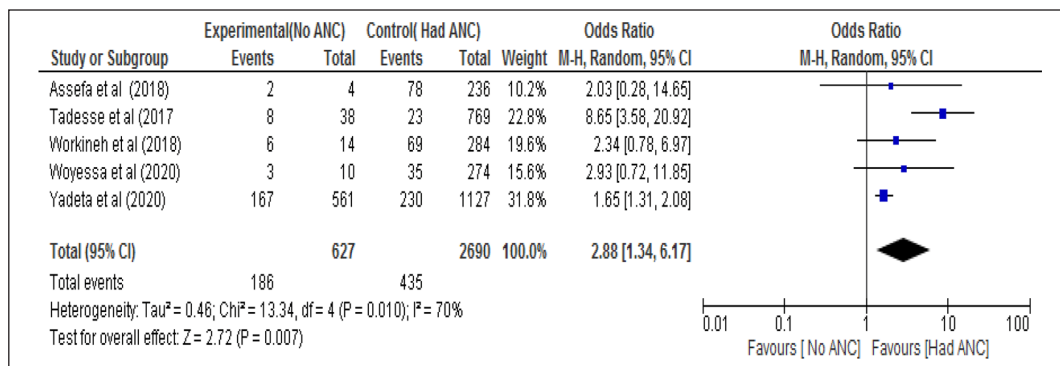 Experimental(No ANC) Control( Had ANC) Odds Ratio Odds Ratio
Study or Subgroup Events Total Events Total Weight M-H, Random, 95% CI M-H, Random, 95% CI
Assefa et al (2018) 2 4 78 236 10.2% 2.03 [0.28, 14.65]
Tadesse et al (2017 8 38 23 769 22.8% 8.65 [3.58, 20.92]
Workineh et al (2018) 6 14 69 284 19.6% 2.34 [0.78, 6.97]
Woyessa et al (2020) 3 10 35 274 15.6% 2.93 [0.72, 11.85]
Yadeta et al (2020) 167 561 230 1127 31.8% 1.65 [1.31, 2.08]
Total (95% CI) 627 2690 100.0% 2.88 [1.34, 6.17]
Total events 186 435
Heterogeneity: Tau² = 0.46; Chi² = 13.34, df = 4 (P = 0.010); I² = 70%
Test for overall effect: Z = 2.72 (P = 0.007)
0.01 0.1 1 10 100
Favours [ No ANC] Favours [Had ANC]